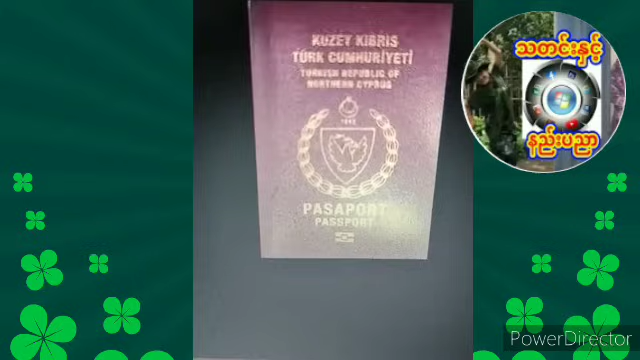 KUZEY KIBRIS
TÜRK CUMHURİYETİ
TURKISH REPUBLIC OF
NORTHERN CYPRUS
1983
PASAPORT
PASSPORT
သတင်းနှင့်
နည်းပညာ
PowerDirector